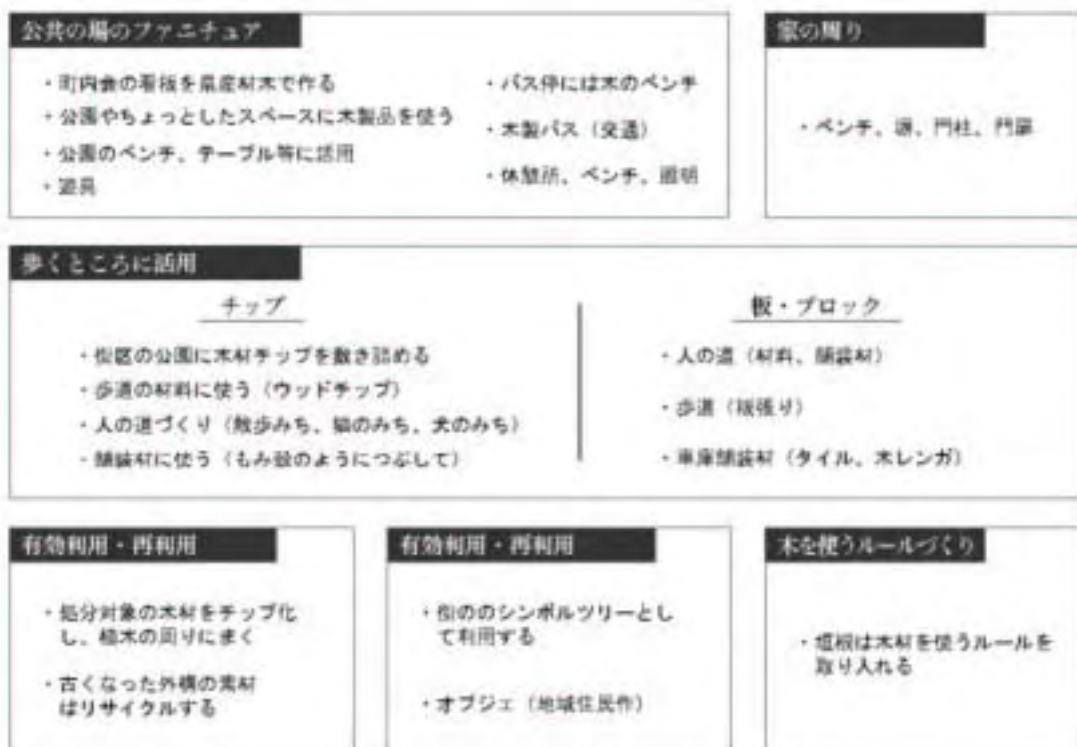 公共の場のファニチュア
・町内会の看板を県産材木で作る
・公園やちょっとしたスペースに木製品を使う
・公園のベンチ、テーブル等に活用
・遊具
・バス停には木のベンチ
・木製バス（交通）
・休憩所、ベンチ、照明
家の周り
・ベンチ、塀、門柱、門扉
歩くところに活用
チップ
・街区の公園に木材チップを敷き詰める
・歩道の材料に使う（ウッドチップ）
・人の道づくり（散歩みち、猫のみち、犬のみち）
・舗装材に使う（もみ殻のようにつぶして）
板・ブロック
・人の道（材料、舗装材）
・歩道（板張り）
・車庫舗装材（タイル、木レンガ）
有効利用・再利用
・処分対象の木材をチップ化
し、植木の周りにまく
・古くなった外構の素材
はリサイクルする
有効利用・再利用
・街ののシンボルツリーとし
て利用する
・オブジェ（地域住民作）
木を使うルールづくり
・垣根は木材を使うルールを
取り入れる